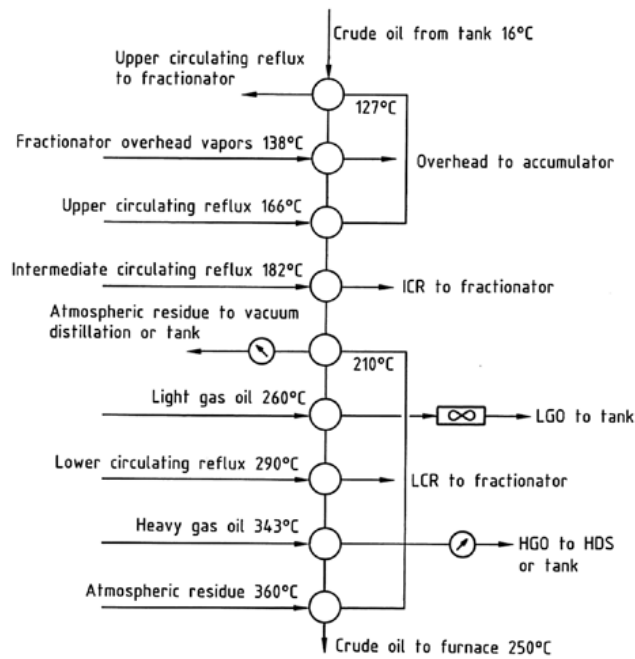 Crude oil from tank 16°C
Upper circulating reflux
to fractionator
127°C
Fractionator overhead vapors 138°C
Overhead to accumulator
Upper circulating reflux 166°C
Intermediate circulating reflux 182°C
ICR to fractionator
Atmospheric residue to vacuum
distillation or tank
210°C
Light gas oil 260°C
LGO to tank
Lower circulating reflux 290°C
LCR to fractionator
Heavy gas oil 343°C
HGO to HDS
or tank
Atmospheric residue 360°C
Crude oil to furnace 250°C